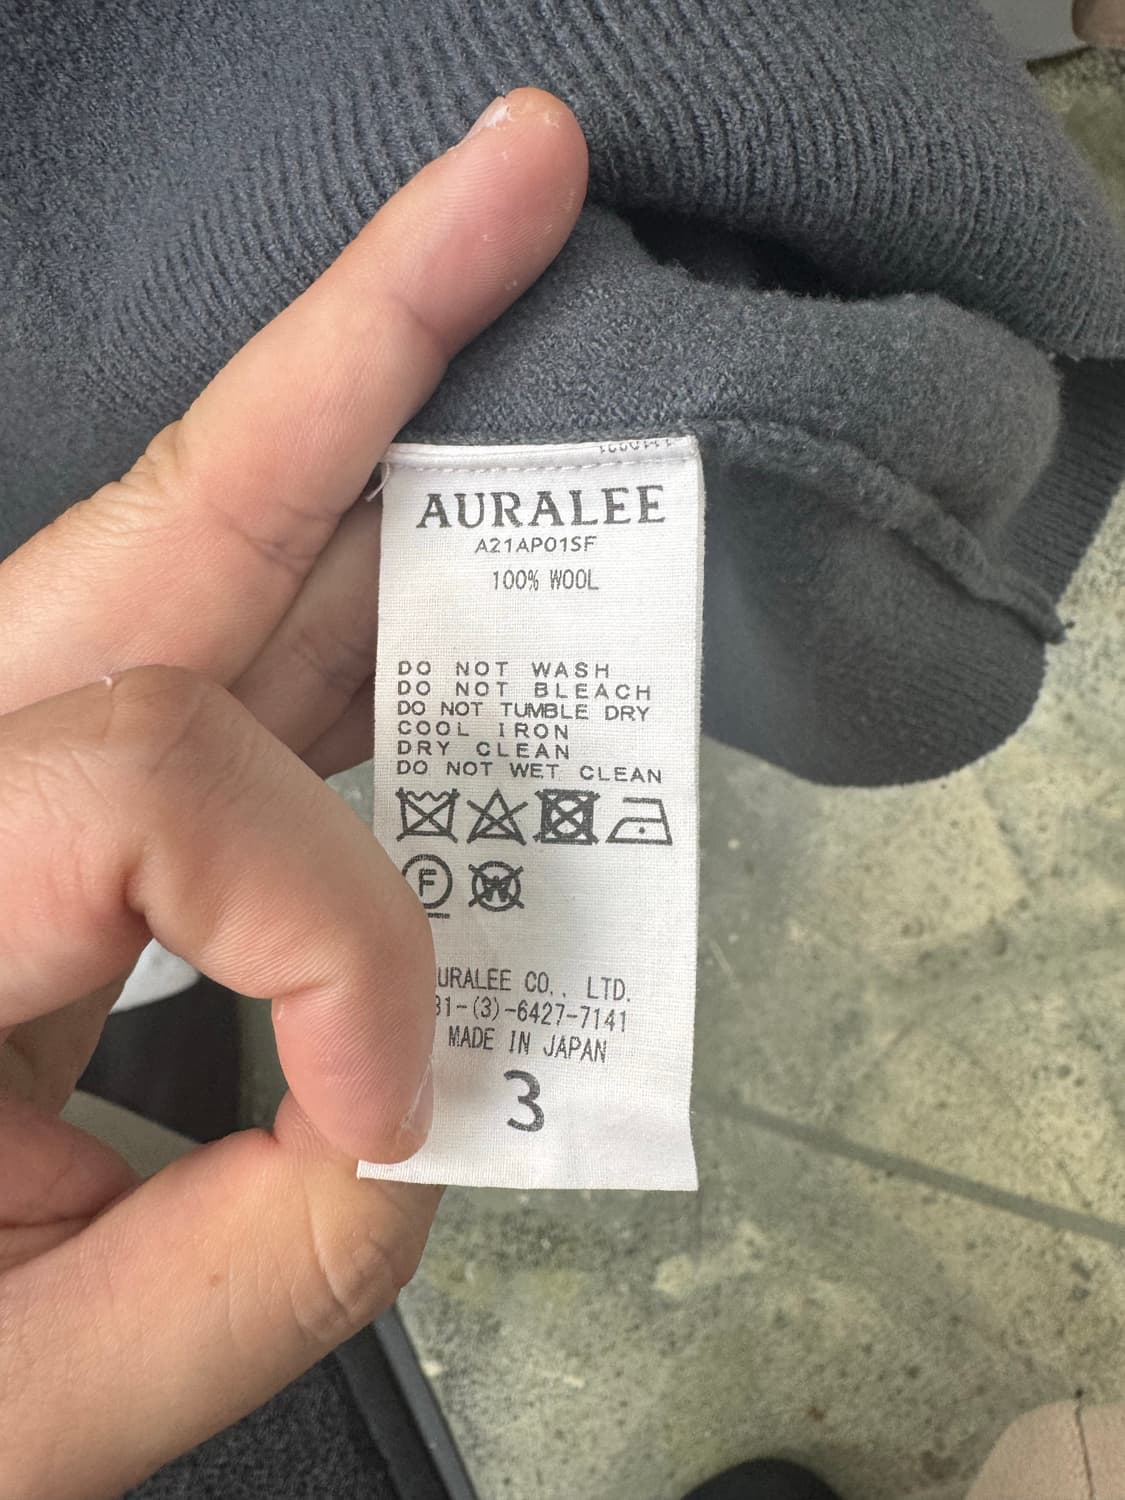 AURALEE
A21AP01SF
100% WOOL
DO NOT WASH
DO NOT BLEACH
DO NOT TUMBLE DRY
COOL IRON
DRY CLEAN
DO NOT WET CLEAN
F
W
URALEE CO., LTD.
81-(3)-6427-7141
MADE IN JAPAN
3